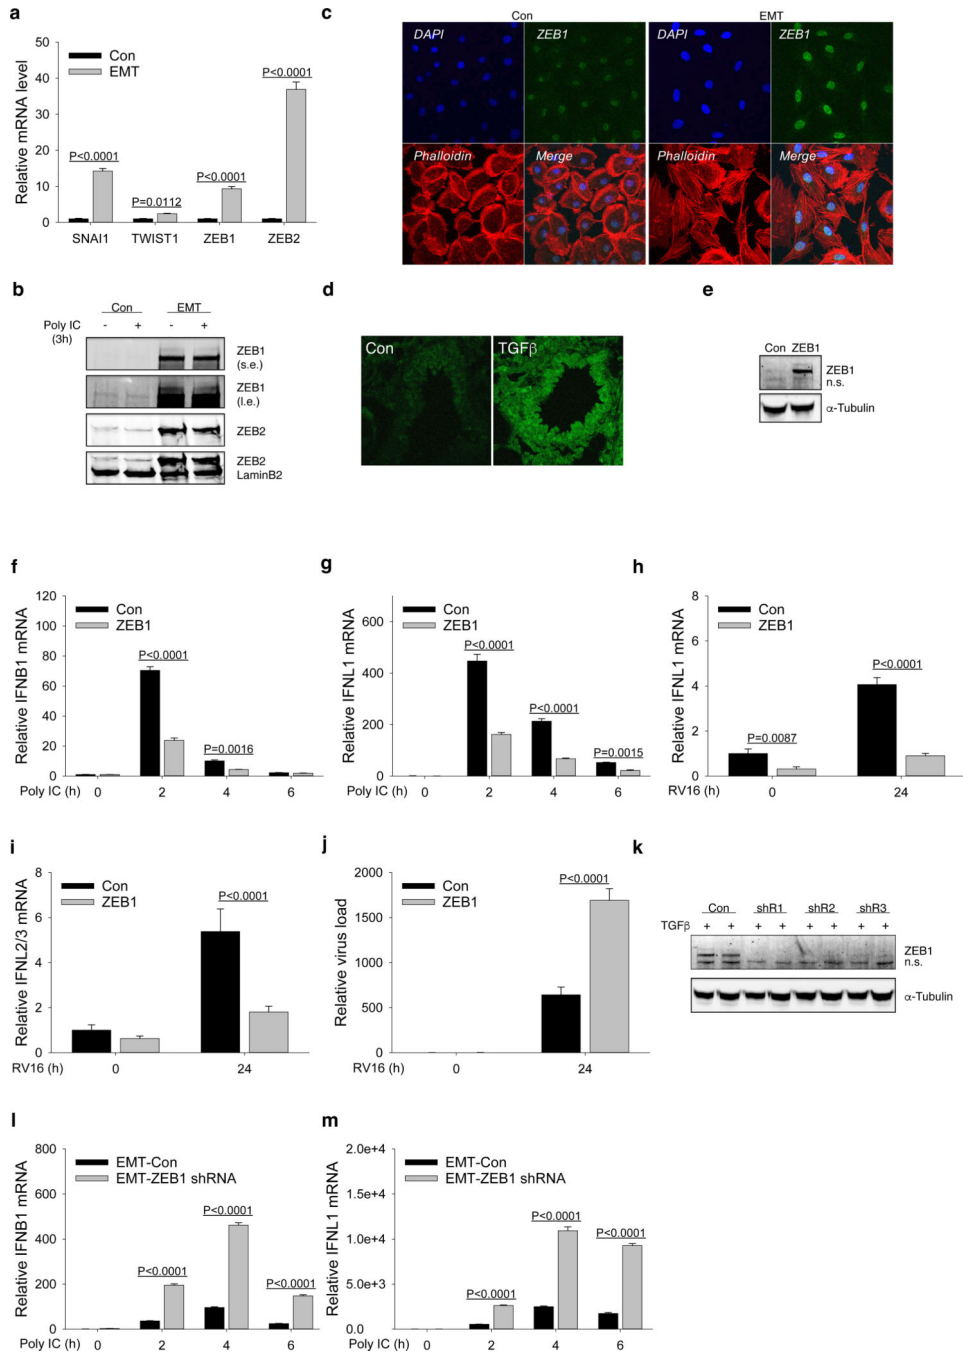 a
Relative mRNA level
50
40
30
20
10
0
Con
EMT
P<0.0001
P=0.0112
P<0.0001
P<0.0001
SNAI1 TWIST1 ZEB1 ZEB2
c
Con EMT
DAPI ZEB1 DAPI ZEB1
Phalloidin Merge Phalloidin Merge
b
Con EMT
Poly IC - + - +
(3h)
ZEB1
(s.e.)
ZEB1
(l.e.)
ZEB2
ZEB2
LaminB2
d
Con TGFβ
e
Con ZEB1
ZEB1
n.s.
α-Tubulin
f
Relative IFNB1 mRNA
120
100
80
60
40
20
0
Con
ZEB1
P<0.0001
P=0.0016
Poly IC (h) 0 2 4 6
g
Relative IFNL1 mRNA
600
400
200
0
Con
ZEB1
P<0.0001
P<0.0001
P=0.0015
Poly IC (h) 0 2 4 6
h
Relative IFNL1 mRNA
8
6
4
2
0
Con
ZEB1
P=0.0087
P<0.0001
RV16 (h) 0 24
i
Relative IFNL2/3 mRNA
8
6
4
2
0
Con
ZEB1
P<0.0001
RV16 (h) 0 24
j
Relative virus load
2000
1500
1000
500
0
Con
ZEB1
P<0.0001
RV16 (h) 0 24
k
Con shR1 shR2 shR3
TGFβ + + + + + + + +
ZEB1
n.s.
α-Tubulin
l
Relative IFNB1 mRNA
800
600
400
200
0
EMT-Con
EMT-ZEB1 shRNA
P<0.0001
P<0.0001
P<0.0001
Poly IC (h) 0 2 4 6
m
Relative IFNL1 mRNA
2.0e+4
1.5e+4
1.0e+4
5.0e+3
0.0
EMT-Con
EMT-ZEB1 shRNA
P<0.0001
P<0.0001
P<0.0001
Poly IC (h) 0 2 4 6